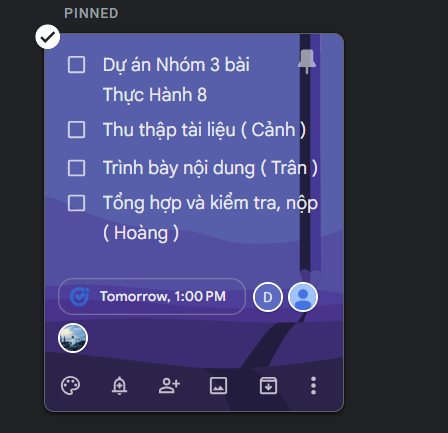 PINNED
Dự án Nhóm 3 bài
Thực Hành 8
Thu thập tài liệu ( Cảnh )
Trình bày nội dung ( Trân )
Tổng hợp và kiểm tra, nộp
( Hoàng )
Tomorrow, 1:00 PM
D